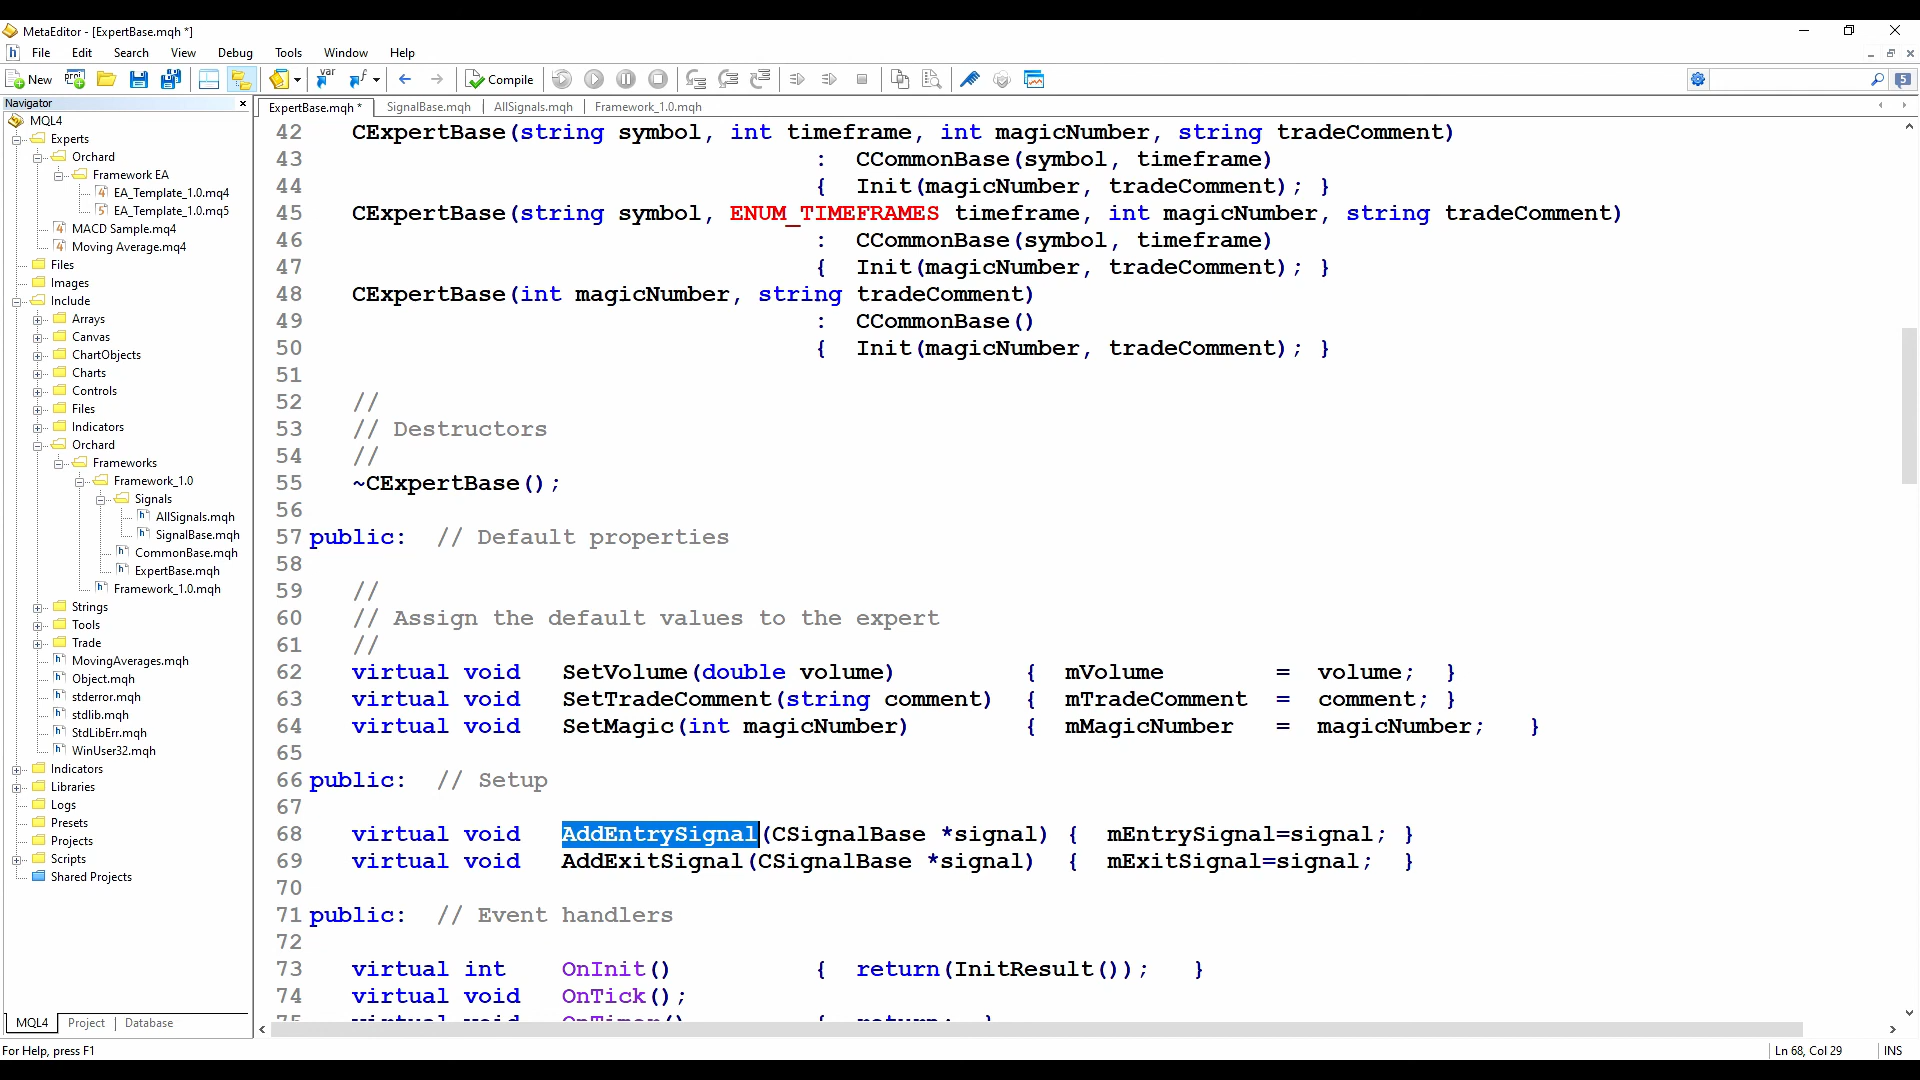 MetaEditor - [ExpertBase.mqh *]
File Edit Search View Debug Tools Window Help
New Compile 5
Navigator
ExpertBase.mqh * SignalBase.mqh AllSignals.mqh Framework_1.0.mqh
MQL4
Experts
Orchard
Framework EA
EA_Template_1.0.mq4
EA_Template_1.0.mq5
MACD Sample.mq4
Moving Average.mq4
Files
Images
Include
Arrays
Canvas
ChartObjects
Charts
Controls
Files
Indicators
Orchard
Frameworks
Framework_1.0
Signals
AllSignals.mqh
SignalBase.mqh
CommonBase.mqh
ExpertBase.mqh
Framework_1.0.mqh
Strings
Tools
Trade
MovingAverages.mqh
Object.mqh
stderror.mqh
stdlib.mqh
StdLibErr.mqh
WinUser32.mqh
Indicators
Libraries
Logs
Presets
Projects
Scripts
Shared Projects
MQL4 Project Database
42 CExpertBase(string symbol, int timeframe, int magicNumber, string tradeComment)
43 : CCommonBase(symbol, timeframe)
44 { Init(magicNumber, tradeComment); }
45 CExpertBase(string symbol, ENUM_TIMEFRAMES timeframe, int magicNumber, string tradeComment)
46 : CCommonBase(symbol, timeframe)
47 { Init(magicNumber, tradeComment); }
48 CExpertBase(int magicNumber, string tradeComment)
49 : CCommonBase()
50 { Init(magicNumber, tradeComment); }
51
52 //
53 // Destructors
54 //
55 ~CExpertBase();
56
57 public: // Default properties
58
59 //
60 // Assign the default values to the expert
61 //
62 virtual void SetVolume(double volume) { mVolume = volume; }
63 virtual void SetTradeComment(string comment) { mTradeComment = comment; }
64 virtual void SetMagic(int magicNumber) { mMagicNumber = magicNumber; }
65
66 public: // Setup
67
68 virtual void AddEntrySignal(CSignalBase *signal) { mEntrySignal=signal; }
69 virtual void AddExitSignal(CSignalBase *signal) { mExitSignal=signal; }
70
71 public: // Event handlers
72
73 virtual int OnInit() { return(InitResult()); }
74 virtual void OnTick();
75 virtual void OnTimer() { return; }
For Help, press F1 Ln 68, Col 29 INS